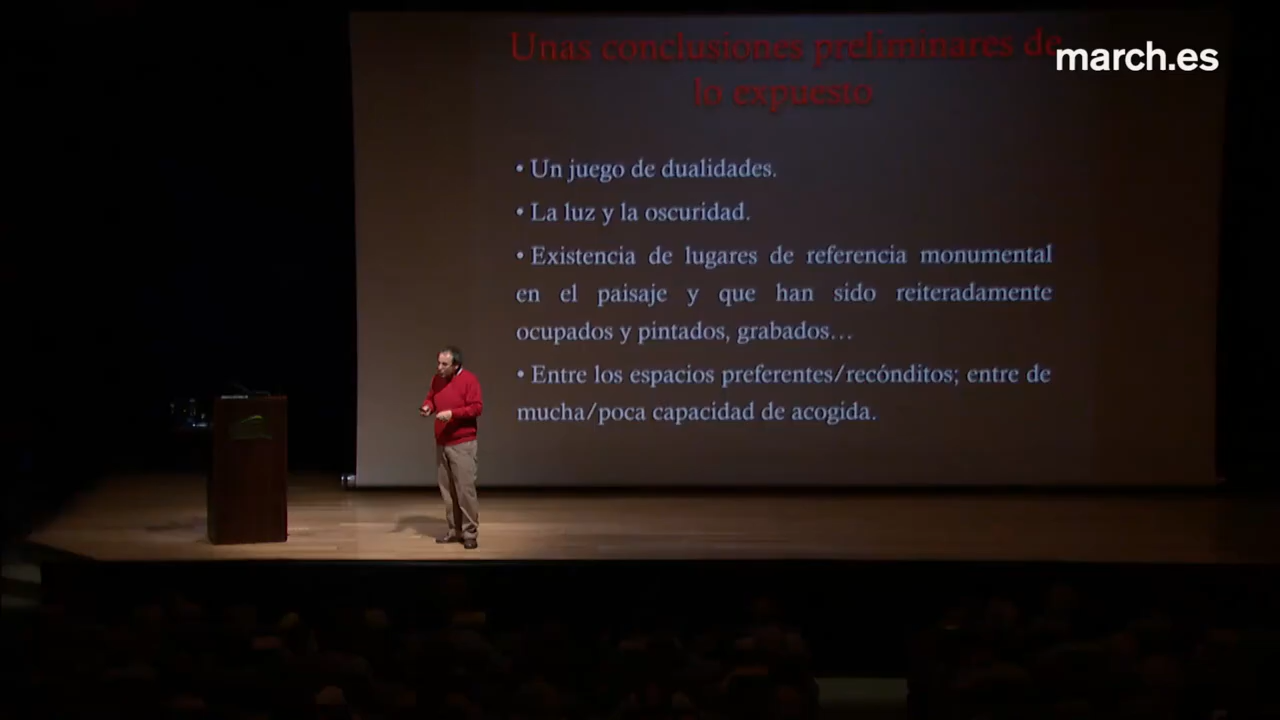 Unas conclusiones preliminares de
lo expuesto
march.es
• Un juego de dualidades.
• La luz y la oscuridad.
• Existencia de lugares de referencia monumental
en el paisaje y que han sido reiteradamente
ocupados y pintados, grabados…
• Entre los espacios preferentes/recónditos; entre de
mucha/poca capacidad de acogida.